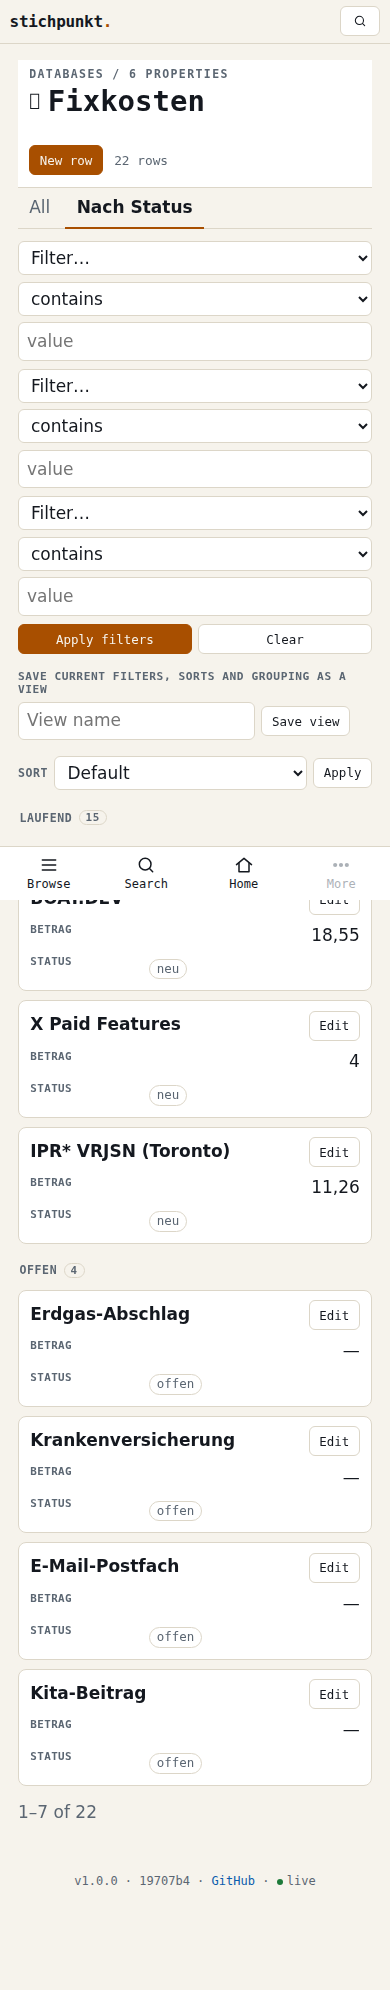 stichpunkt.
DATABASES / 6 PROPERTIES
Fixkosten
New row 22 rows
All Nach Status
Filter…
contains
value
Filter…
contains
value
Filter…
contains
value
Apply filters Clear
SAVE CURRENT FILTERS, SORTS AND GROUPING AS A
VIEW
View name Save view
SORT Default Apply
LAUFEND 15
Browse Search Home More
Edit
BETRAG 18,55
STATUS neu
X Paid Features Edit
BETRAG 4
STATUS neu
IPR* VRJSN (Toronto) Edit
BETRAG 11,26
STATUS neu
OFFEN 4
Erdgas-Abschlag Edit
BETRAG —
STATUS offen
Krankenversicherung Edit
BETRAG —
STATUS offen
E-Mail-Postfach Edit
BETRAG —
STATUS offen
Kita-Beitrag Edit
BETRAG —
STATUS offen
1–7 of 22
v1.0.0 · 19707b4 · GitHub · live